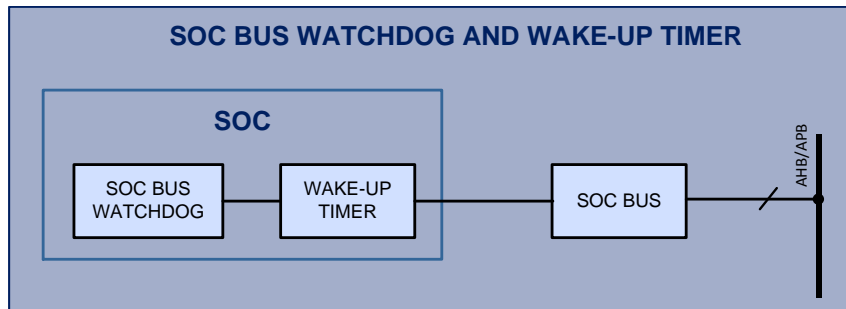 SOC BUS WATCHDOG AND WAKE-UP TIMER
SOC
SOC BUS
WATCHDOG
WAKE-UP
TIMER
SOC BUS
AHB/APB